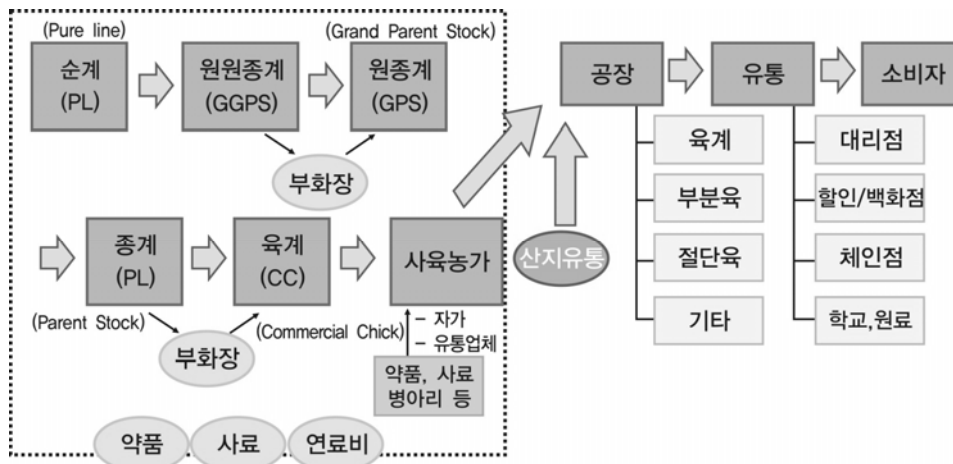 (Pure line)
(Grand Parent Stock)
순계
(PL)
원원종계
(GGPS)
원종계
(GPS)
부화장
종계
(PL)
육계
(CC)
사육농가
(Parent Stock)
부화장
(Commercial Chick)
- 자가
- 유통업체
약품, 사료
병아리 등
약품
사료
연료비
산지유통
공장
유통
소비자
육계
부분육
절단육
기타
대리점
할인/백화점
체인점
학교,원료